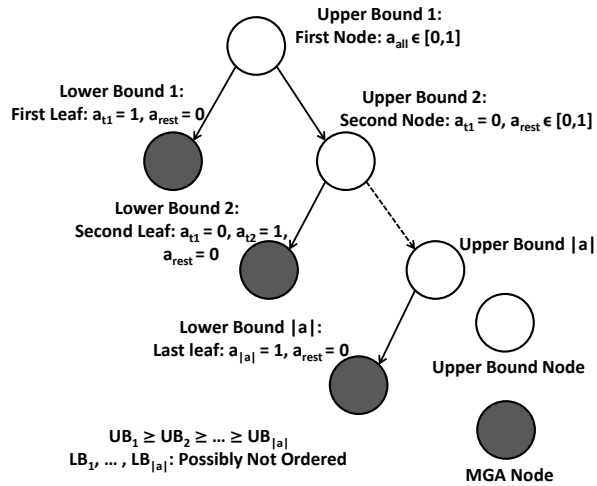 Upper Bound 1:
First Node: a_all ϵ [0,1]
Lower Bound 1:
First Leaf: a_t1 = 1, a_rest = 0
Upper Bound 2:
Second Node: a_t1 = 0, a_rest ϵ [0,1]
Lower Bound 2:
Second Leaf: a_t1 = 0, a_t2 = 1,
a_rest = 0
Upper Bound |a|
Lower Bound |a|:
Last leaf: a_|a| = 1, a_rest = 0
Upper Bound Node
UB_1 ≥ UB_2 ≥ ... ≥ UB_|a|
LB_1, ... , LB_|a|: Possibly Not Ordered
MGA Node